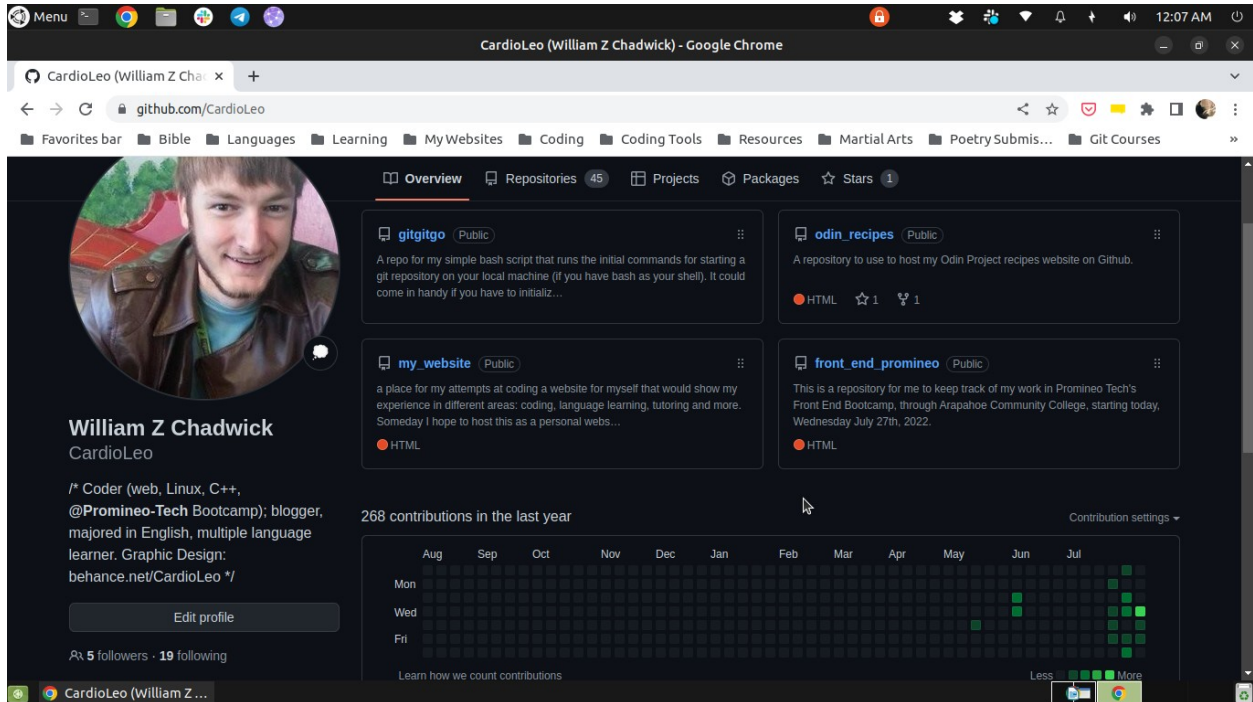 Menu
12:07 AM
CardioLeo (William Z Chadwick) - Google Chrome
CardioLeo (William Z Cha
github.com/CardioLeo
Favorites bar Bible Languages Learning My Websites Coding Coding Tools Resources Martial Arts Poetry Submis... Git Courses »
Overview Repositories 45 Projects Packages Stars 1
gitgitgo Public
A repo for my simple bash script that runs the initial commands for starting a
git repository on your local machine (if you have bash as your shell). It could
come in handy if you have to initializ…
odin_recipes Public
A repository to use to host my Odin Project recipes website on Github.
HTML 1 1
my_website Public
a place for my attempts at coding a website for myself that would show my
experience in different areas: coding, language learning, tutoring and more.
Someday I hope to host this as a personal webs…
HTML
front_end_promineo Public
This is a repository for me to keep track of my work in Promineo Tech's
Front End Bootcamp, through Arapahoe Community College, starting today,
Wednesday July 27th, 2022.
HTML
William Z Chadwick
CardioLeo
/* Coder (web, Linux, C++,
@Promineo-Tech Bootcamp); blogger,
majored in English, multiple language
learner. Graphic Design:
behance.net/CardioLeo */
Edit profile
5 followers · 19 following
268 contributions in the last year
Contribution settings
Aug Sep Oct Nov Dec Jan Feb Mar Apr May Jun Jul
Mon
Wed
Fri
Learn how we count contributions
Less More
CardioLeo (William Z ...